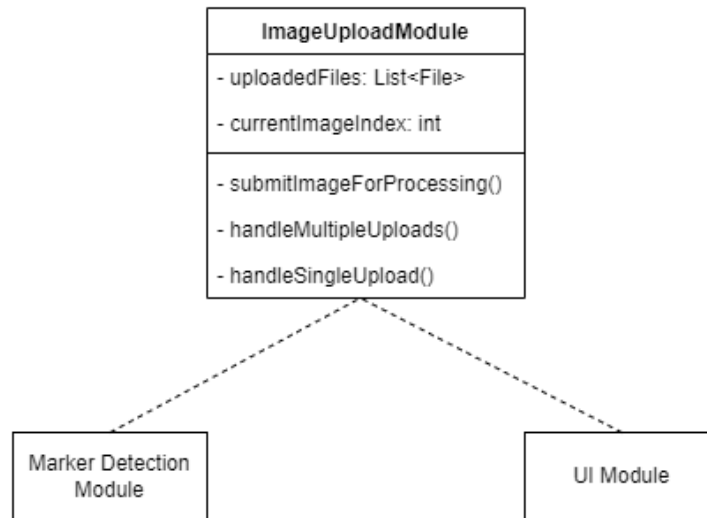 ImageUploadModule
- uploadedFiles: List<File>
- currentImageIndex: int
- submitImageForProcessing()
- handleMultipleUploads()
- handleSingleUpload()
Marker Detection
Module
UI Module